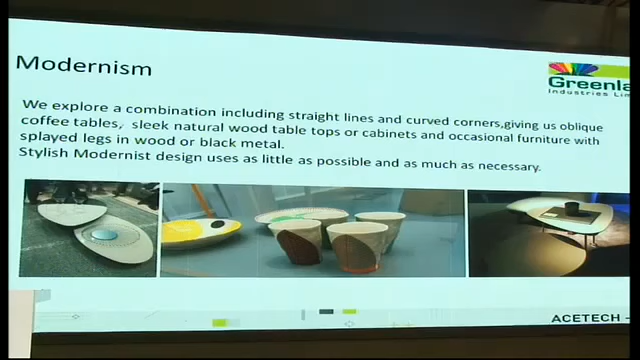 Modernism
Greenla
Industries Lim
We explore a combination including straight lines and curved corners,giving us oblique
coffee tables, sleek natural wood table tops or cabinets and occasional furniture with
splayed legs in wood or black metal.
Stylish Modernist design uses as little as possible and as much as necessary.
ACETECH -